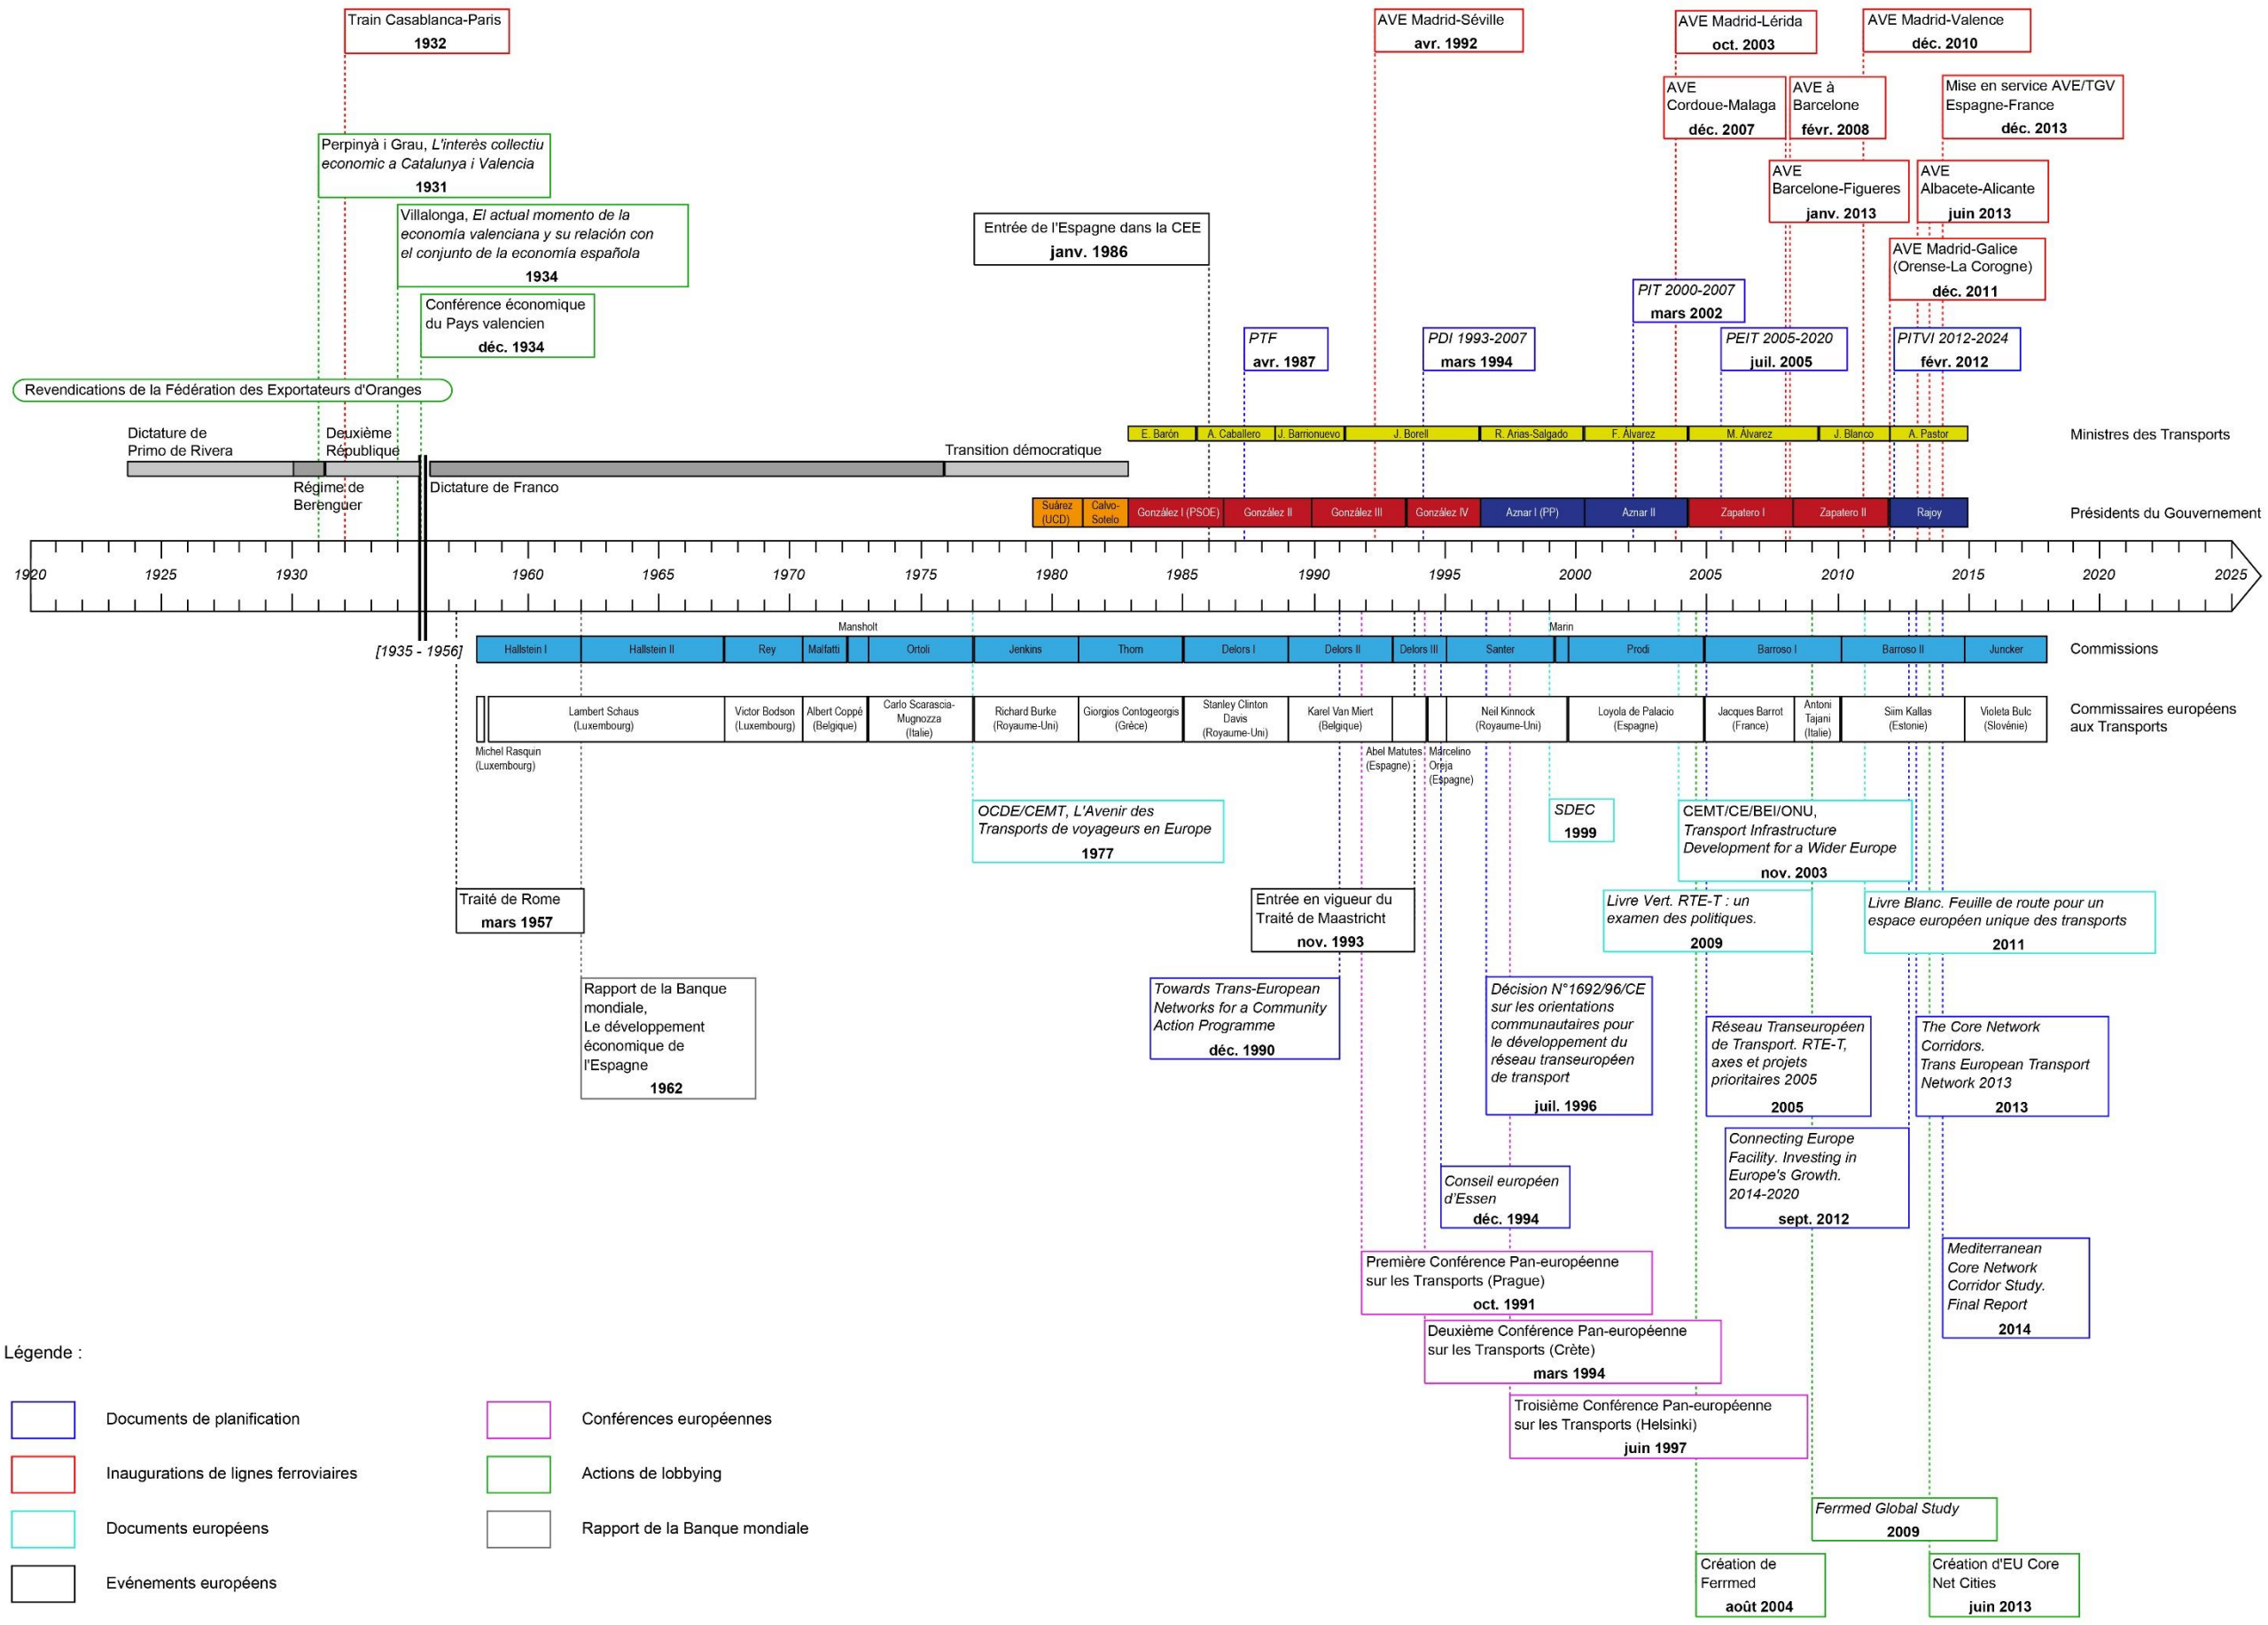 Train Casablanca-Paris
1932
AVE Madrid-Séville
avr. 1992
AVE Madrid-Lérida
oct. 2003
AVE Madrid-Valence
déc. 2010
AVE
Cordoue-Malaga
déc. 2007
AVE à
Barcelone
févr. 2008
Mise en service AVE/TGV
Espagne-France
déc. 2013
Perpinyà i Grau, L'interès collectiu
economic a Catalunya i Valencia
1931
AVE
Barcelone-Figueres
janv. 2013
AVE
Albacete-Alicante
juin 2013
Villalonga, El actual momento de la
economía valenciana y su relación con
el conjunto de la economía española
1934
Entrée de l'Espagne dans la CEE
janv. 1986
AVE Madrid-Galice
(Orense-La Corogne)
déc. 2011
Conférence économique
du Pays valencien
déc. 1934
PIT 2000-2007
mars 2002
PTF
avr. 1987
PDI 1993-2007
mars 1994
PEIT 2005-2020
juil. 2005
PITVI 2012-2024
févr. 2012
Revendications de la Fédération des Exportateurs d'Oranges
E. Barón
A. Caballero
J. Barrionuevo
J. Borell
R. Arias-Salgado
F. Álvarez
M. Álvarez
J. Blanco
A. Pastor
Ministres des Transports
Dictature de
Primo de Rivera
Deuxième
République
Transition démocratique
Régime de
Berenguer
Dictature de Franco
Suárez
(UCD)
Calvo-
Sotelo
González I (PSOE)
González II
González III
González IV
Aznar I (PP)
Aznar II
Zapatero I
Zapatero II
Rajoy
Présidents du Gouvernement
1920
1925
1930
1960
1965
1970
1975
1980
1985
1990
1995
2000
2005
2010
2015
2020
2025
[1935 - 1956]
Mansholt
Marin
Hallstein I
Hallstein II
Rey
Malfatti
Ortoli
Jenkins
Thorn
Delors I
Delors II
Delors III
Santer
Prodi
Barroso I
Barroso II
Juncker
Commissions
Michel Rasquin
(Luxembourg)
Lambert Schaus
(Luxembourg)
Victor Bodson
(Luxembourg)
Albert Coppé
(Belgique)
Carlo Scarascia-
Mugnozza
(Italie)
Richard Burke
(Royaume-Uni)
Giorgios Contogeorgis
(Grèce)
Stanley Clinton
Davis
(Royaume-Uni)
Karel Van Miert
(Belgique)
Abel Matutes
(Espagne)
Marcelino
Oreja
(Espagne)
Neil Kinnock
(Royaume-Uni)
Loyola de Palacio
(Espagne)
Jacques Barrot
(France)
Antoni
Tajani
(Italie)
Siim Kallas
(Estonie)
Violeta Bulc
(Slovénie)
Commissaires européens
aux Transports
OCDE/CEMT, L'Avenir des
Transports de voyageurs en Europe
1977
SDEC
1999
CEMT/CE/BEI/ONU,
Transport Infrastructure
Development for a Wider Europe
nov. 2003
Traité de Rome
mars 1957
Entrée en vigueur du
Traité de Maastricht
nov. 1993
Livre Vert. RTE-T : un
examen des politiques.
2009
Livre Blanc. Feuille de route pour un
espace européen unique des transports
2011
Rapport de la Banque
mondiale,
Le développement
économique de
l'Espagne
1962
Towards Trans-European
Networks for a Community
Action Programme
déc. 1990
Décision N°1692/96/CE
sur les orientations
communautaires pour
le développement du
réseau transeuropéen
de transport
juil. 1996
Réseau Transeuropéen
de Transport. RTE-T,
axes et projets
prioritaires 2005
2005
The Core Network
Corridors.
Trans European Transport
Network 2013
2013
Connecting Europe
Facility. Investing in
Europe's Growth.
2014-2020
sept. 2012
Conseil européen
d'Essen
déc. 1994
Mediterranean
Core Network
Corridor Study.
Final Report
2014
Première Conférence Pan-européenne
sur les Transports (Prague)
oct. 1991
Deuxième Conférence Pan-européenne
sur les Transports (Crète)
mars 1994
Troisième Conférence Pan-européenne
sur les Transports (Helsinki)
juin 1997
Ferrmed Global Study
2009
Création de
Ferrmed
août 2004
Création d'EU Core
Net Cities
juin 2013
Légende :
Documents de planification
Inaugurations de lignes ferroviaires
Documents européens
Evénements européens
Conférences européennes
Actions de lobbying
Rapport de la Banque mondiale